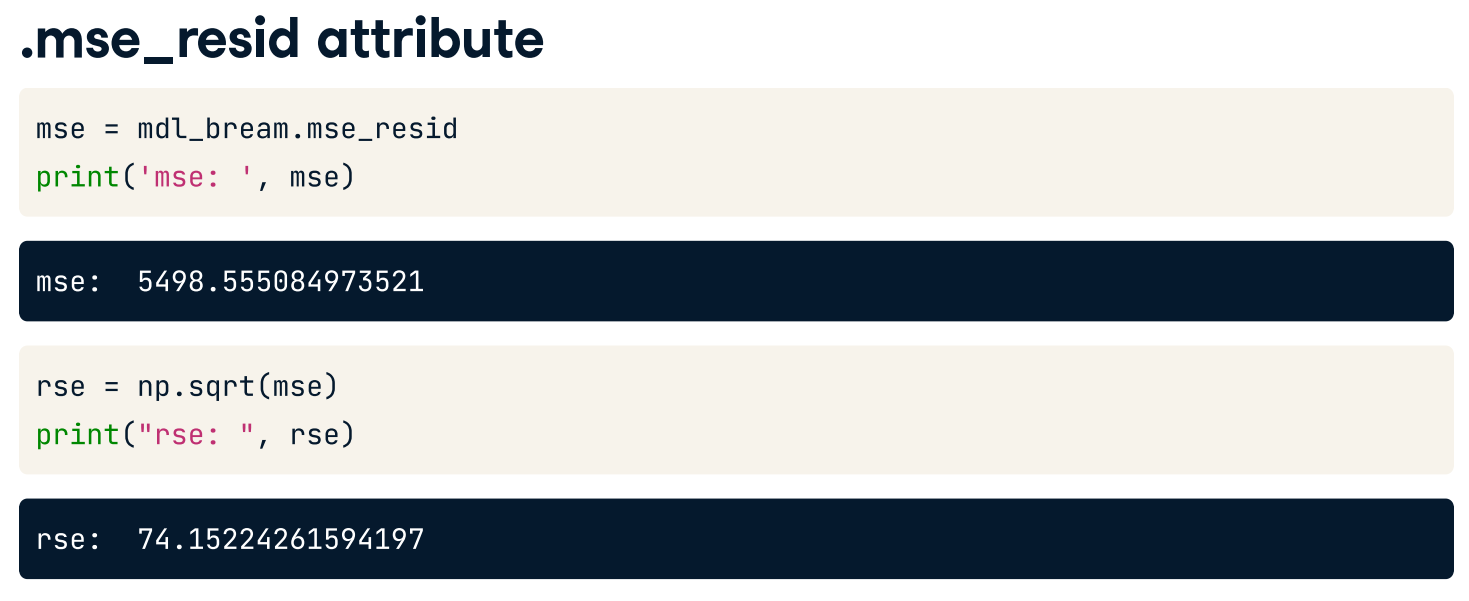 .mse_resid attribute
mse = mdl_bream.mse_resid
print('mse: ', mse)
mse:  5498.555084973521
rse = np.sqrt(mse)
print("rse: ", rse)
rse:  74.15224261594197